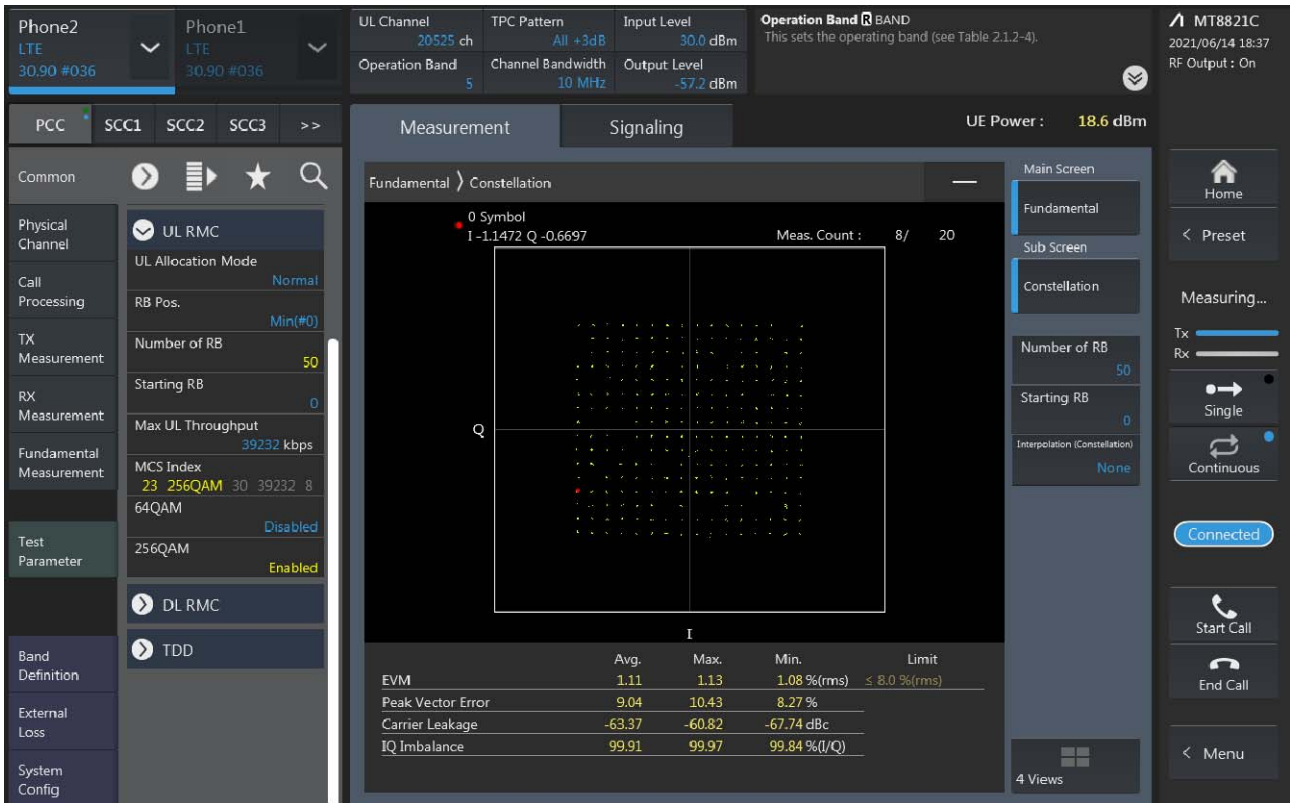 Phone2
LTE
30.90 #036
Phone1
LTE
30.90 #036
UL Channel
20525 ch
TPC Pattern
All +3dB
Input Level
30.0 dBm
Operation Band
5
Channel Bandwidth
10 MHz
Output Level
-57.2 dBm
Operation Band R BAND
This sets the operating band (see Table 2.1.2-4).
MT8821C
2021/06/14 18:37
RF Output : On
PCC SCC1 SCC2 SCC3 >>
Measurement
Signaling
UE Power : 18.6 dBm
Common
Physical
Channel
Call
Processing
TX
Measurement
RX
Measurement
Fundamental
Measurement
Test
Parameter
Band
Definition
External
Loss
System
Config
UL RMC
UL Allocation Mode
Normal
RB Pos.
Min(#0)
Number of RB
50
Starting RB
0
Max UL Throughput
39232 kbps
MCS Index
23 256QAM 30 39232 8
64QAM
Disabled
256QAM
Enabled
DL RMC
TDD
Fundamental ⟩ Constellation
0 Symbol
I -1.1472 Q -0.6697
Meas. Count : 8/ 20
Q
I
Avg. Max. Min. Limit
EVM 1.11 1.13 1.08 %(rms) ≤ 8.0 %(rms)
Peak Vector Error 9.04 10.43 8.27 %
Carrier Leakage -63.37 -60.82 -67.74 dBc
IQ Imbalance 99.91 99.97 99.84 %(I/Q)
Main Screen
Fundamental
Sub Screen
Constellation
Number of RB
50
Starting RB
0
Interpolation (Constellation)
None
4 Views
Home
< Preset
Measuring...
Tx
Rx
Single
Continuous
Connected
Start Call
End Call
< Menu